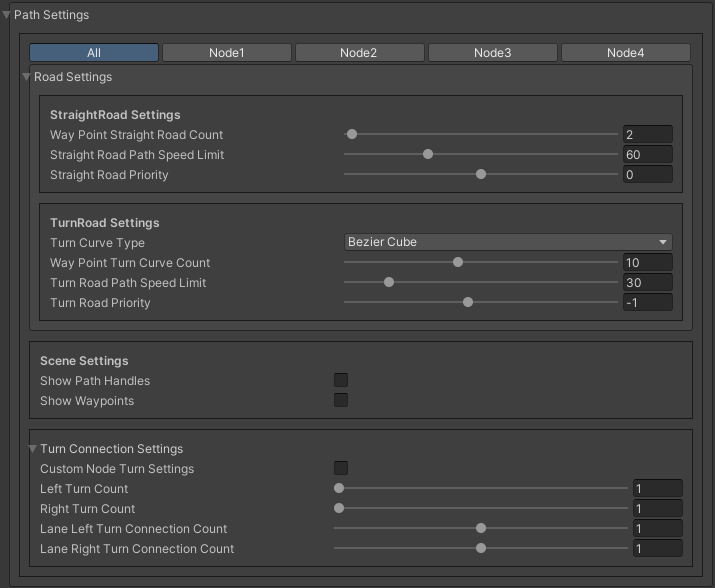 Path Settings
All Node1 Node2 Node3 Node4
Road Settings
StraightRoad Settings
Way Point Straight Road Count 2
Straight Road Path Speed Limit 60
Straight Road Priority 0
TurnRoad Settings
Turn Curve Type Bezier Cube
Way Point Turn Curve Count 10
Turn Road Path Speed Limit 30
Turn Road Priority -1
Scene Settings
Show Path Handles
Show Waypoints
Turn Connection Settings
Custom Node Turn Settings
Left Turn Count 1
Right Turn Count 1
Lane Left Turn Connection Count 1
Lane Right Turn Connection Count 1